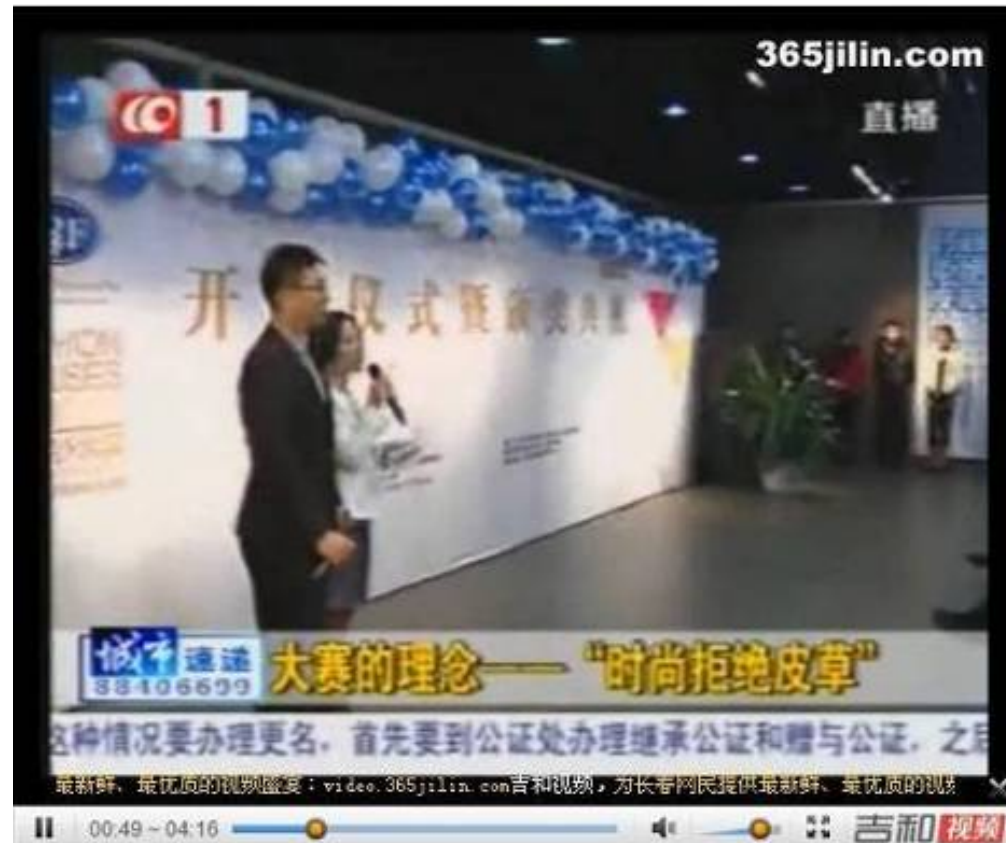 365jilin.com
1
直播
开幕仪式暨颁奖典礼
城市速递
大赛的理念——“时尚拒绝皮草”
88406699
这种情况要办理更名，首先要到公证处办理继承公证和赠与公证，之后
最新鲜、最优质的视频盛宴：video.365jilin.com吉和视频，为长春网民提供最新鲜、最优质的视频
00:49 ~ 04:16
吉和视频